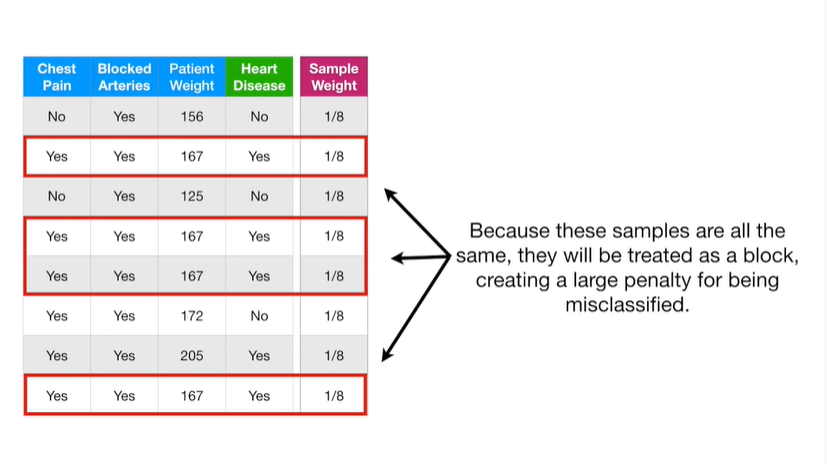 Chest Pain Blocked Arteries Patient Weight Heart Disease Sample Weight
No Yes 156 No 1/8
Yes Yes 167 Yes 1/8
No Yes 125 No 1/8
Yes Yes 167 Yes 1/8
Yes Yes 167 Yes 1/8
Yes Yes 172 No 1/8
Yes Yes 205 Yes 1/8
Yes Yes 167 Yes 1/8
Because these samples are all the
same, they will be treated as a block,
creating a large penalty for being
misclassified.